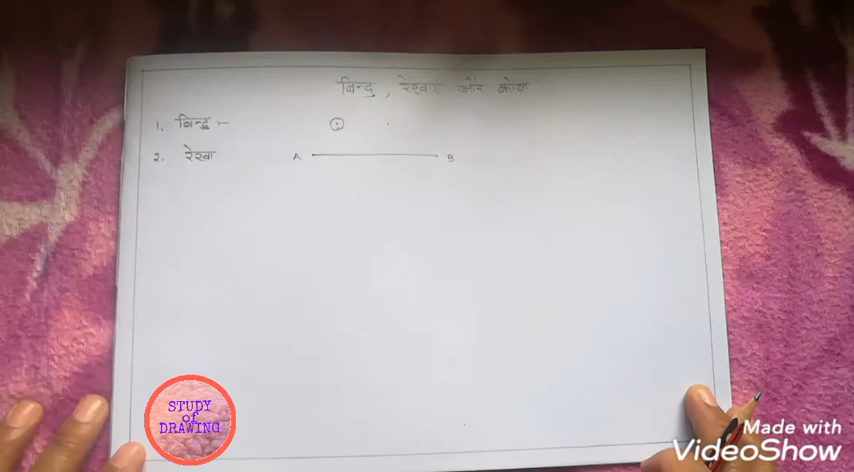 बिन्दु, रेखाएं और कोण
1. बिन्दु :-
2. रेखा A B
STUDY
of
DRAWING
Made with
VideoShow